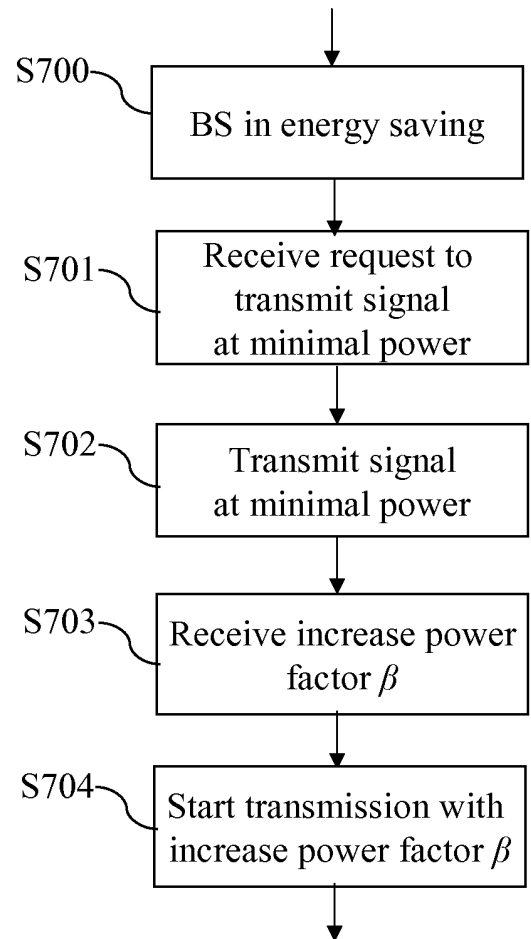 S700
BS in energy saving
S701
Receive request to
transmit signal
at minimal power
S702
Transmit signal
at minimal power
S703
Receive increase power
factor β
S704
Start transmission with
increase power factor β